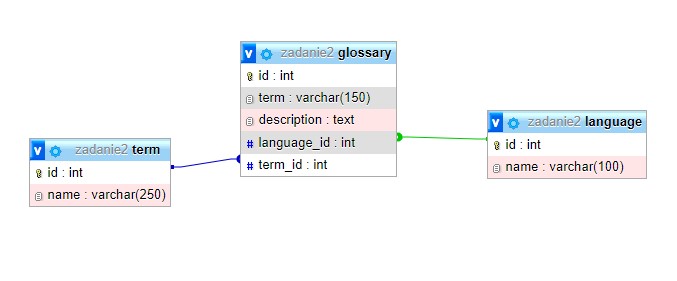 v zadanie2 glossary
id : int
term : varchar(150)
description : text
# language_id : int
# term_id : int
v zadanie2 language
id : int
name : varchar(100)
v zadanie2 term
id : int
name : varchar(250)